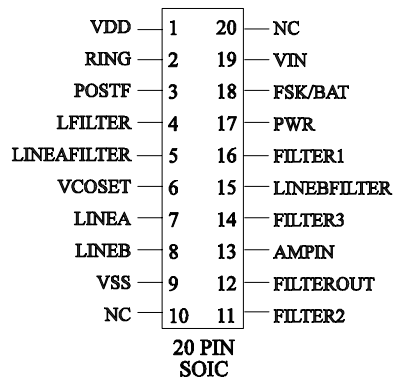 VDD 1 20 NC
RING 2 19 VIN
POSTF 3 18 FSK/BAT
LFILTER 4 17 PWR
LINEAFILTER 5 16 FILTER1
VCOSET 6 15 LINEBFILTER
LINEA 7 14 FILTER3
LINEB 8 13 AMPIN
VSS 9 12 FILTEROUT
NC 10 11 FILTER2
20 PIN
SOIC